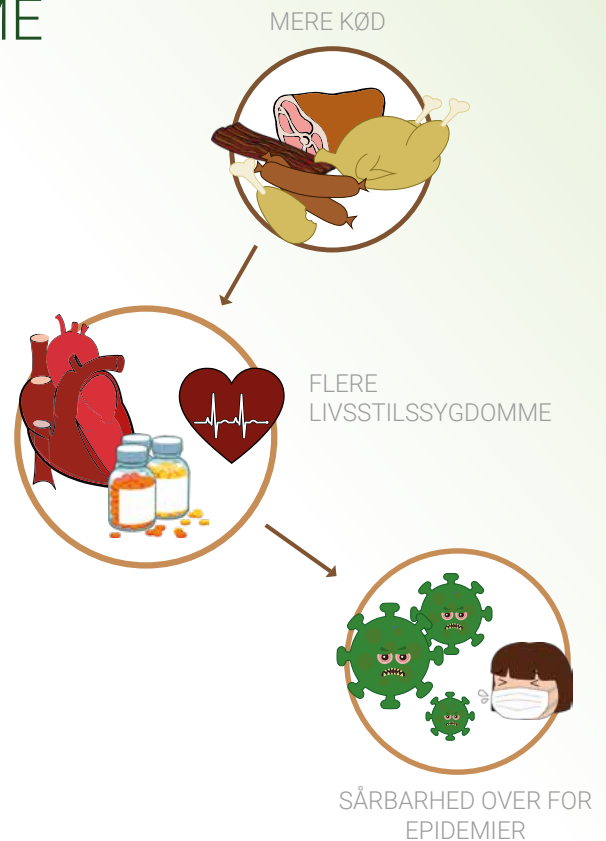 ME
MERE KØD
FLERE
LIVSSTILSSYGDOMME
SÅRBARHED OVER FOR
EPIDEMIER